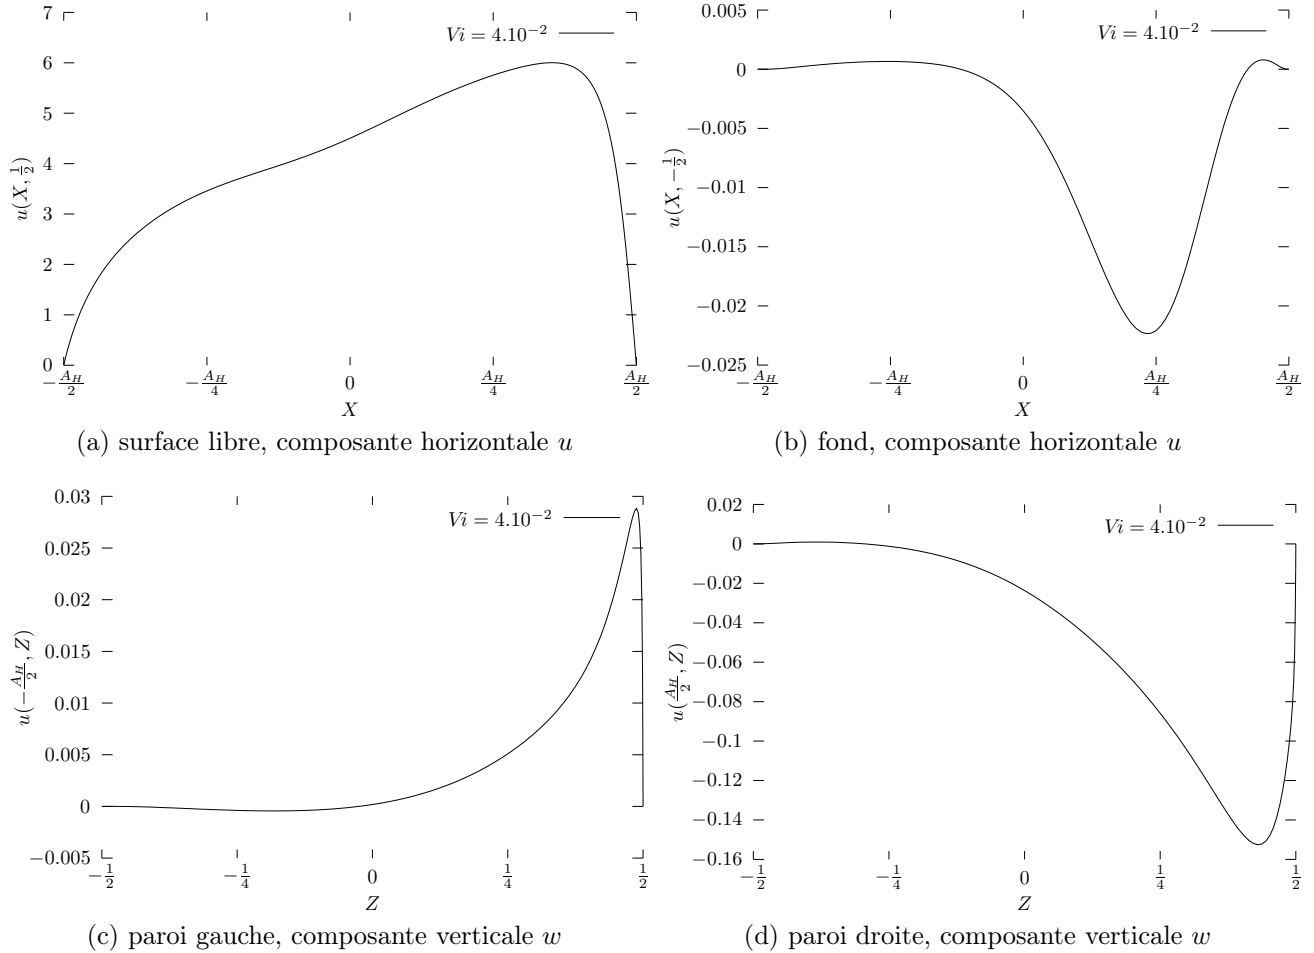 7
6
5
4
3
2
1
0
u(X, 1/2)
Vi = 4.10⁻²
−A_H/2 −A_H/4 0 A_H/4 A_H/2
X
(a) surface libre, composante horizontale u
0.005
0
−0.005
−0.01
−0.015
−0.02
−0.025
u(X, −1/2)
Vi = 4.10⁻²
−A_H/2 −A_H/4 0 A_H/4 A_H/2
X
(b) fond, composante horizontale u
0.03
0.025
0.02
0.015
0.01
0.005
0
−0.005
u(−A_H/2, Z)
Vi = 4.10⁻²
−1/2 −1/4 0 1/4 1/2
Z
(c) paroi gauche, composante verticale w
0.02
0
−0.02
−0.04
−0.06
−0.08
−0.1
−0.12
−0.14
−0.16
u(A_H/2, Z)
Vi = 4.10⁻²
−1/2 −1/4 0 1/4 1/2
Z
(d) paroi droite, composante verticale w